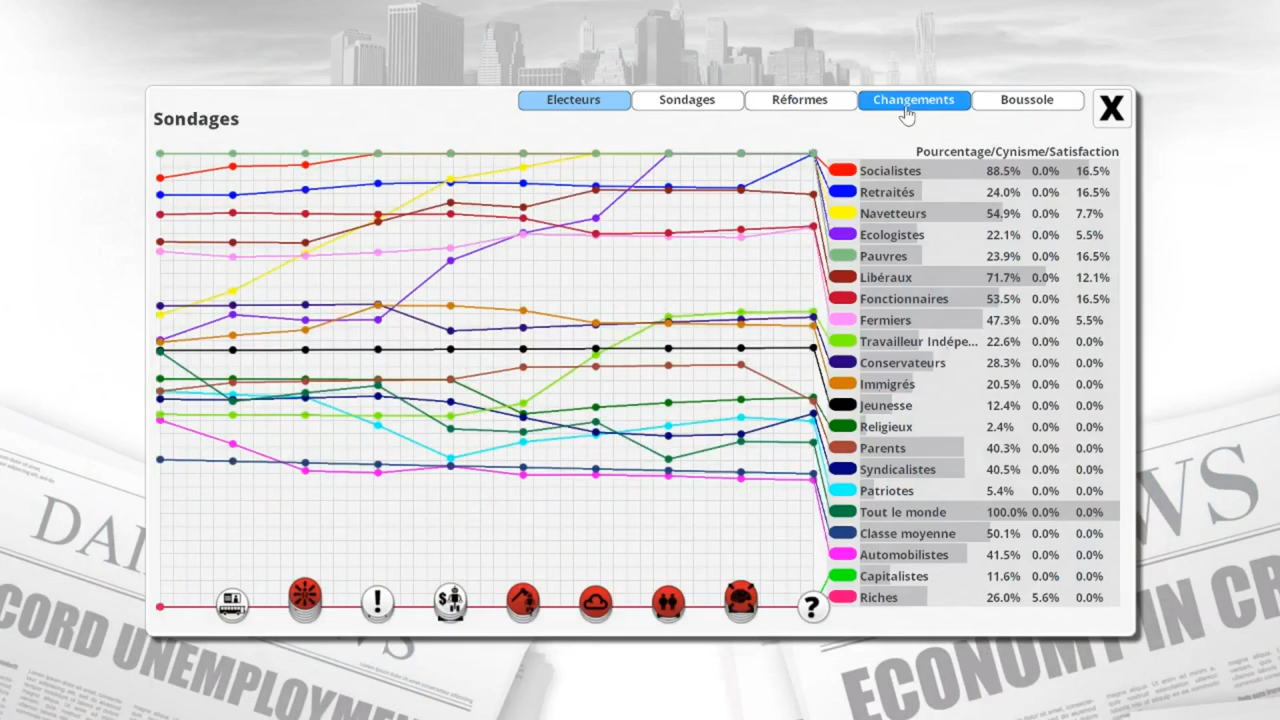 Electeurs
Sondages
Réformes
Changements
Boussole
X
Sondages
Pourcentage/Cynisme/Satisfaction
Socialistes 88.5% 0.0% 16.5%
Retraités 24.0% 0.0% 16.5%
Navetteurs 54.9% 0.0% 7.7%
Ecologistes 22.1% 0.0% 5.5%
Pauvres 23.9% 0.0% 16.5%
Libéraux 71.7% 0.0% 12.1%
Fonctionnaires 53.5% 0.0% 16.5%
Fermiers 47.3% 0.0% 5.5%
Travailleur Indépe... 22.6% 0.0% 0.0%
Conservateurs 28.3% 0.0% 0.0%
Immigrés 20.5% 0.0% 0.0%
Jeunesse 12.4% 0.0% 0.0%
Religieux 2.4% 0.0% 0.0%
Parents 40.3% 0.0% 0.0%
Syndicalistes 40.5% 0.0% 0.0%
Patriotes 5.4% 0.0% 0.0%
Tout le monde 100.0% 0.0% 0.0%
Classe moyenne 50.1% 0.0% 0.0%
Automobilistes 41.5% 0.0% 0.0%
Capitalistes 11.6% 0.0% 0.0%
Riches 26.0% 5.6% 0.0%
!
$
?
DAI
WS
CORD UNEMPLOYME
ECONOMY IN CR